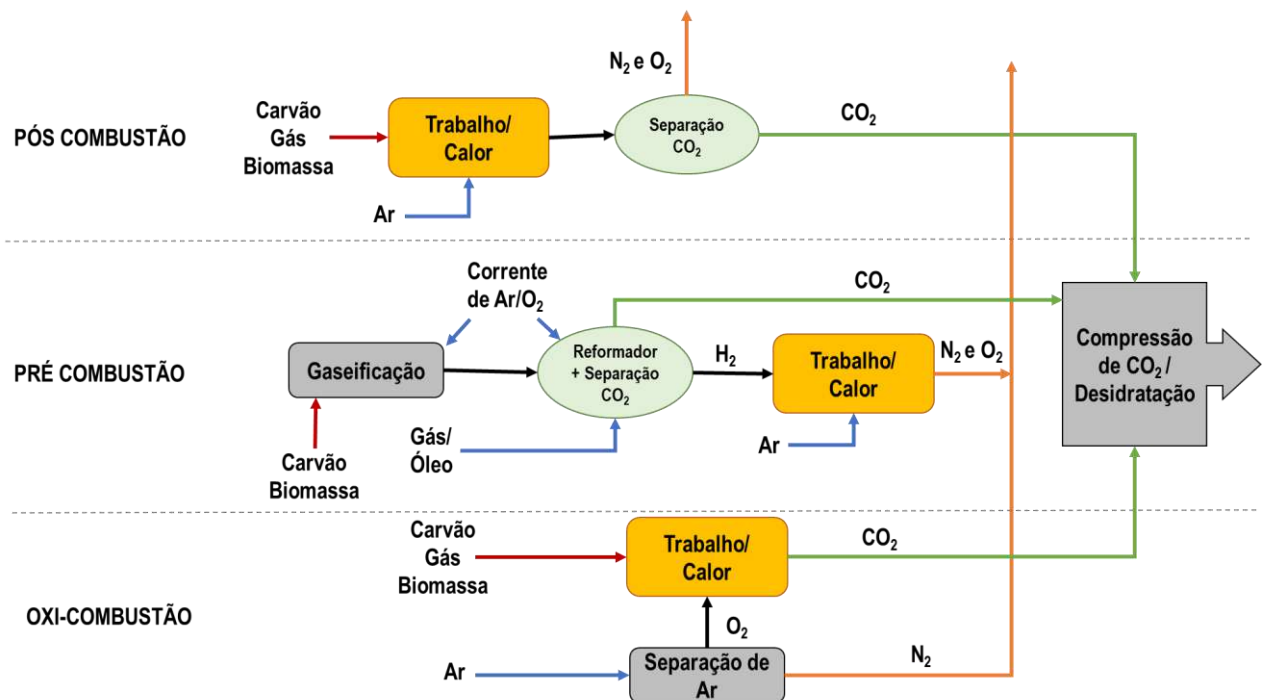 N₂ e O₂
PÓS COMBUSTÃO
Carvão
Gás
Biomassa
Trabalho/
Calor
Separação
CO₂
CO₂
Ar
Corrente
de Ar/O₂
CO₂
PRÉ COMBUSTÃO
Gaseificação
Reformador
+ Separação
CO₂
H₂
Trabalho/
Calor
N₂ e O₂
Compressão
de CO₂ /
Desidratação
Gás/
Óleo
Ar
Carvão
Biomassa
OXI-COMBUSTÃO
Carvão
Gás
Biomassa
Trabalho/
Calor
CO₂
O₂
Ar
Separação de
Ar
N₂